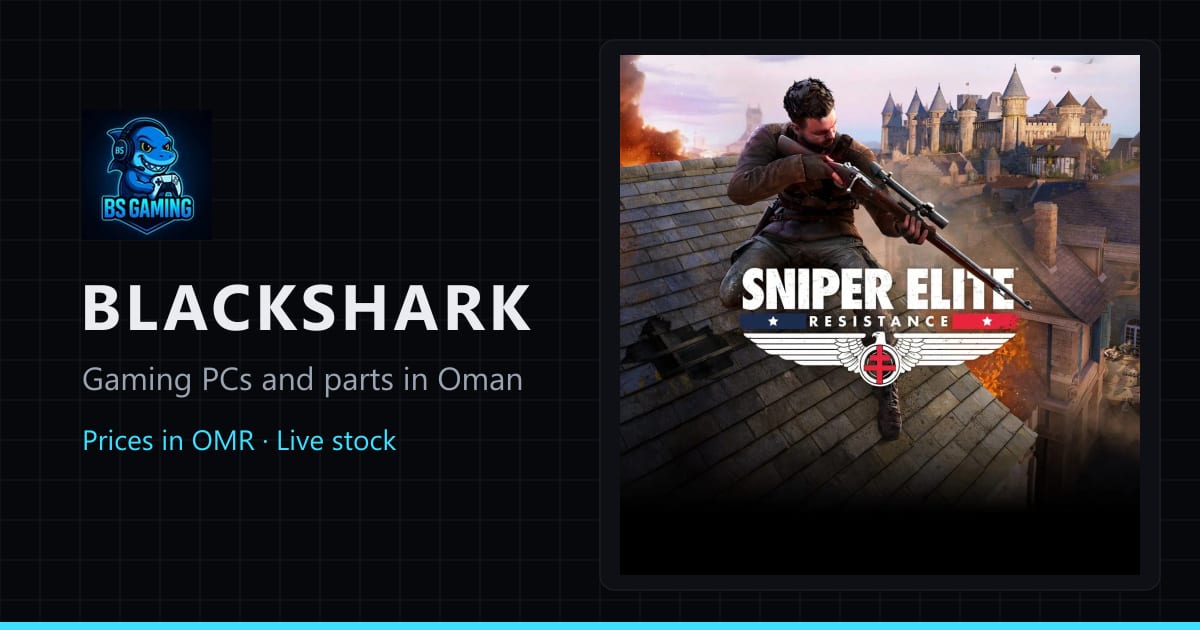 BS
BS GAMING
BLACKSHARK
Gaming PCs and parts in Oman
Prices in OMR · Live stock
SNIPER ELITE
RESISTANCE